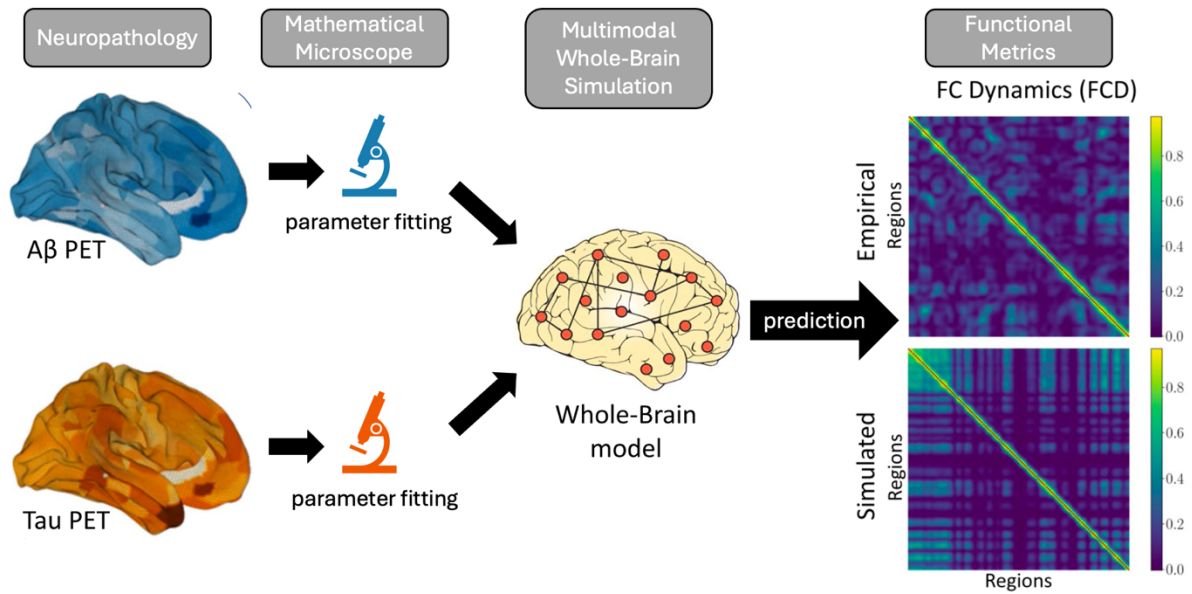 Neuropathology
Mathematical
Microscope
Multimodal
Whole-Brain
Simulation
Functional
Metrics
Aβ PET
parameter fitting
Tau PET
parameter fitting
Whole-Brain
model
prediction
FC Dynamics (FCD)
Empirical
Regions
0.8
0.6
0.4
0.2
0.0
Simulated
Regions
0.8
0.6
0.4
0.2
0.0
Regions